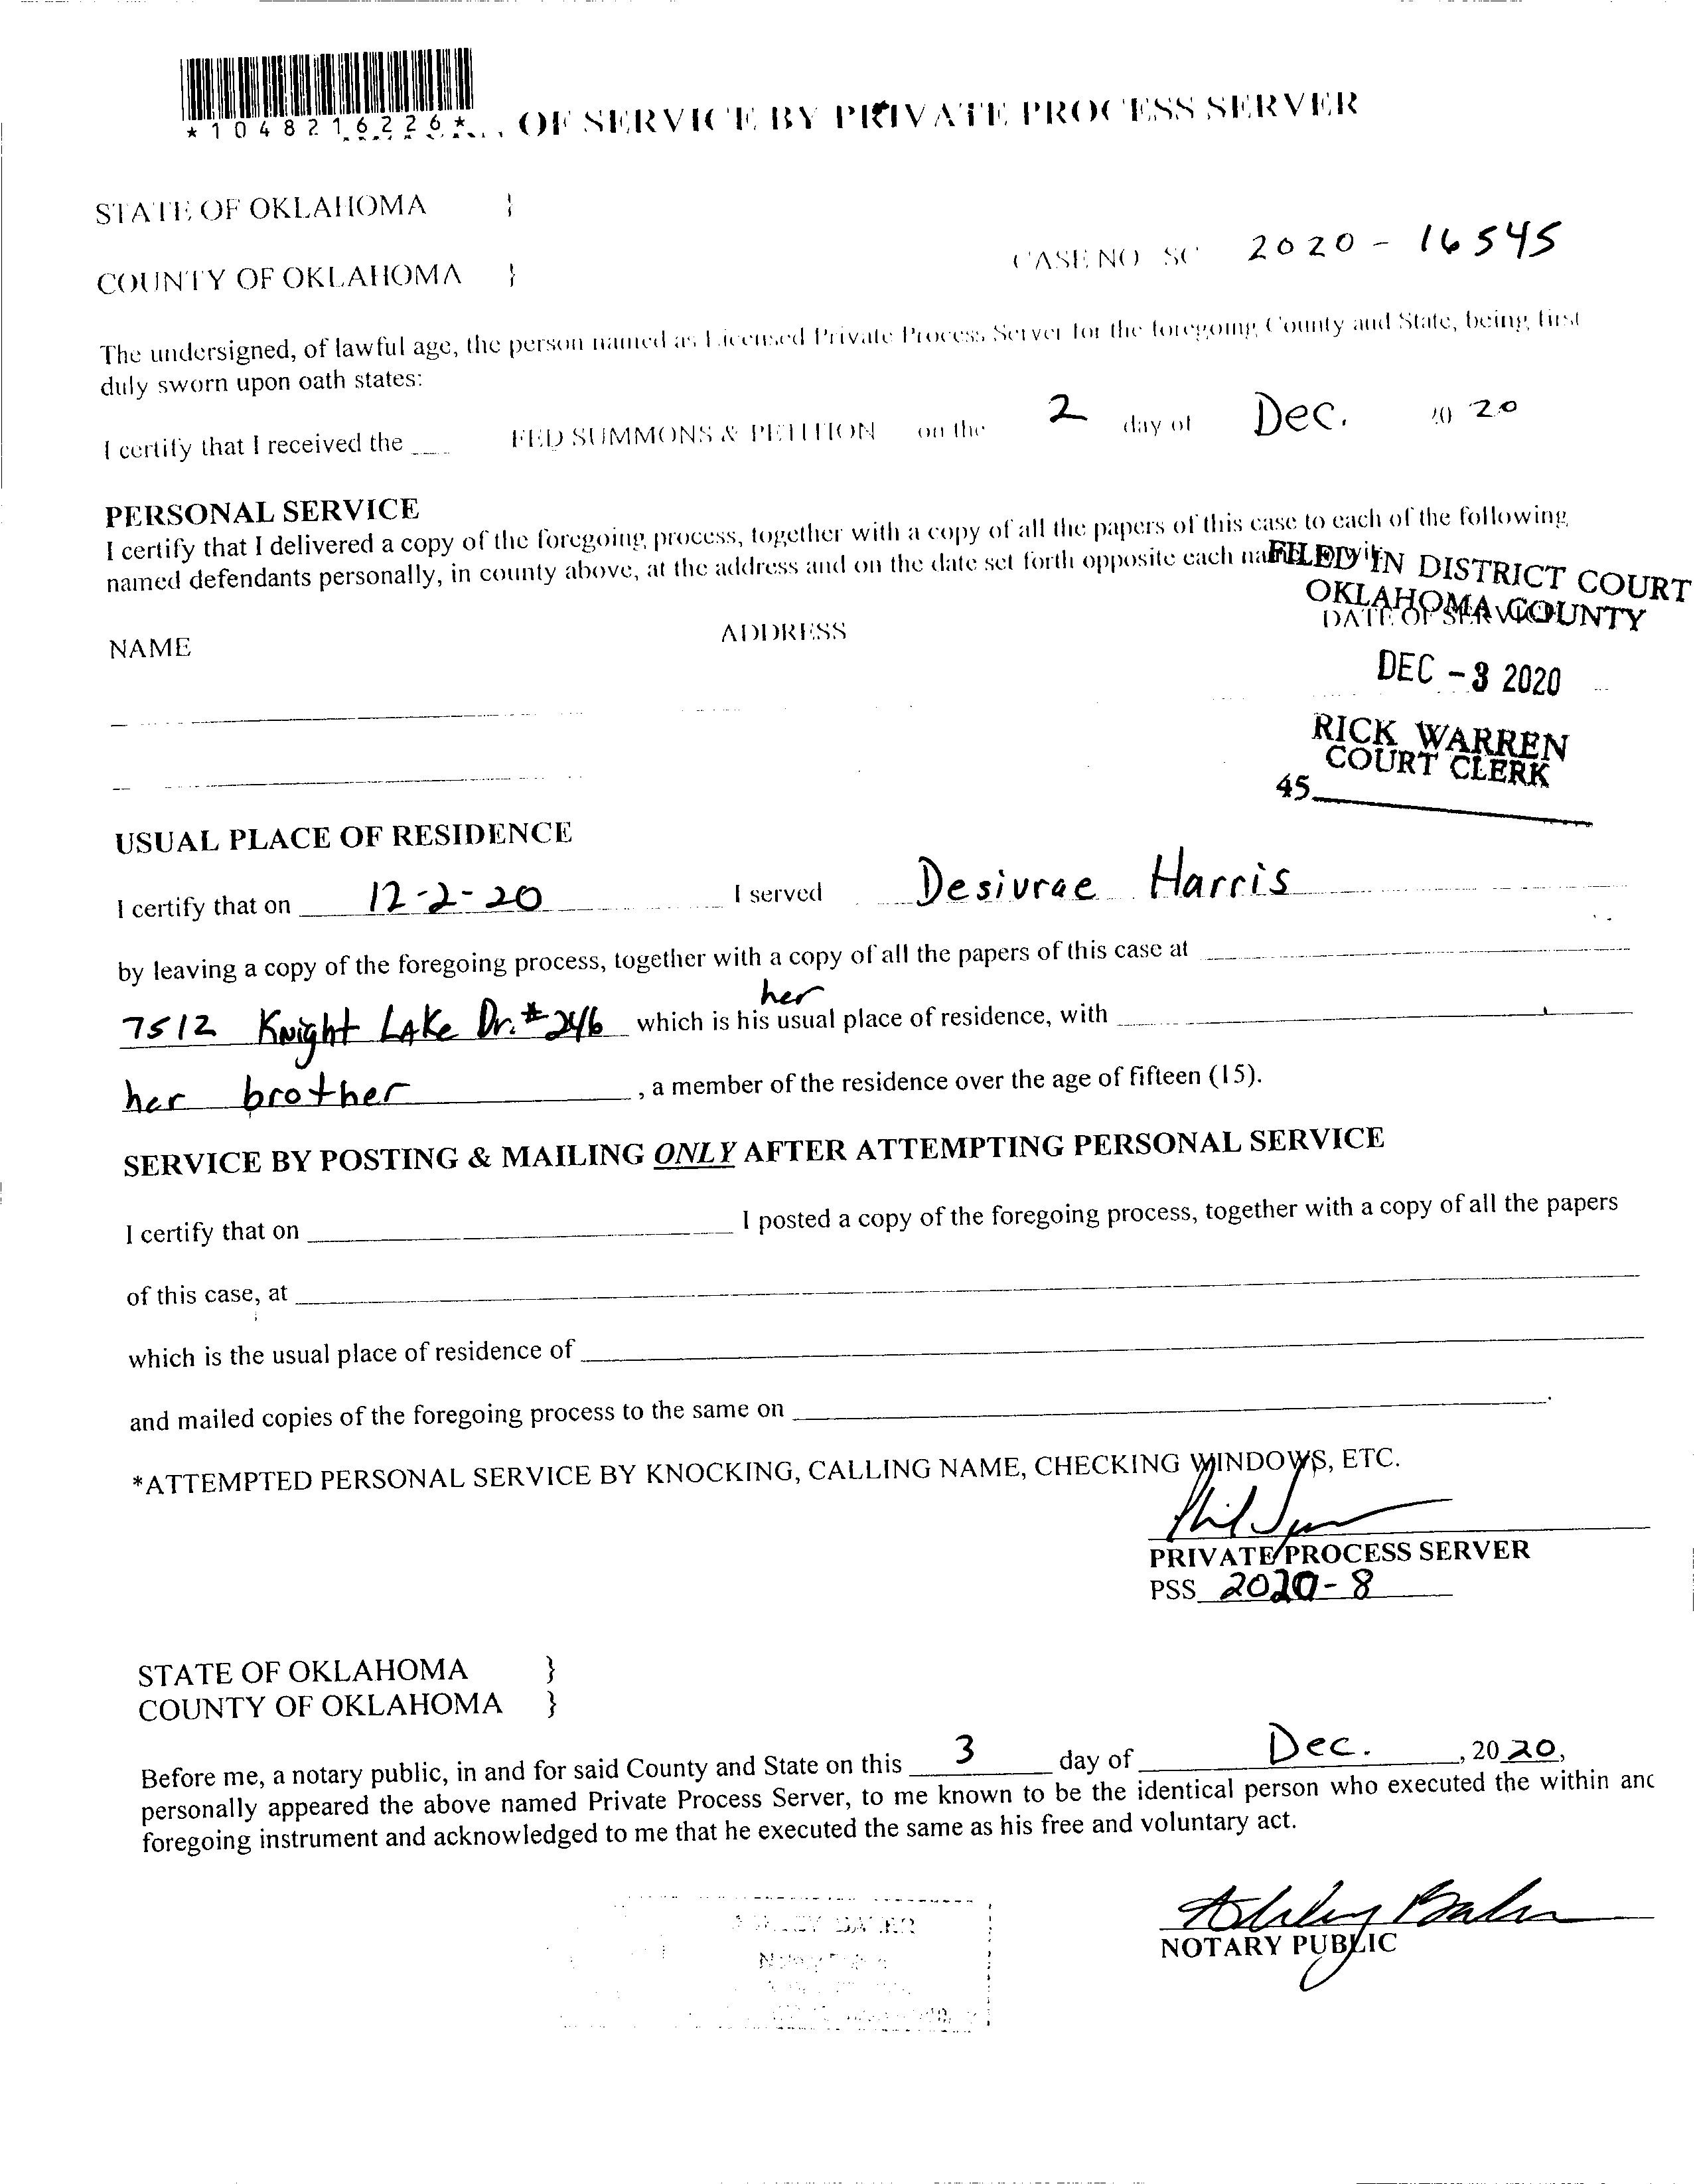 *1048216226* OF SERVICE BY PRIVATE PROCESS SERVER
STATE OF OKLAHOMA }
CASE NO SC 2020 - 16545
COUNTY OF OKLAHOMA }
The undersigned, of lawful age, the person named as Licensed Private Process Server for the foregoing County and State, being first
duly sworn upon oath states:
I certify that I received the FED SUMMONS & PETITION on the 2 day of Dec. 20 20
PERSONAL SERVICE
I certify that I delivered a copy of the foregoing process, together with a copy of all the papers of this case to each of the following
named defendants personally, in county above, at the address and on the date set forth opposite each
FILED IN DISTRICT COURT
OKLAHOMA COUNTY
NAME ADDRESS DATE OF SERVICE
DEC - 3 2020
RICK WARREN
COURT CLERK
45
USUAL PLACE OF RESIDENCE
I certify that on 12-2-20 I served Desiurae Harris
by leaving a copy of the foregoing process, together with a copy of all the papers of this case at
her
7512 Knight Lake Dr. #246 which is his usual place of residence, with
her brother , a member of the residence over the age of fifteen (15).
SERVICE BY POSTING & MAILING ONLY AFTER ATTEMPTING PERSONAL SERVICE
I certify that on I posted a copy of the foregoing process, together with a copy of all the papers
of this case, at
which is the usual place of residence of
and mailed copies of the foregoing process to the same on .
*ATTEMPTED PERSONAL SERVICE BY KNOCKING, CALLING NAME, CHECKING WINDOWS, ETC.
PRIVATE PROCESS SERVER
PSS 2020-8
STATE OF OKLAHOMA }
COUNTY OF OKLAHOMA }
Before me, a notary public, in and for said County and State on this 3 day of Dec. , 20 20,
personally appeared the above named Private Process Server, to me known to be the identical person who executed the within
foregoing instrument and acknowledged to me that he executed the same as his free and voluntary act.
NOTARY PUBLIC